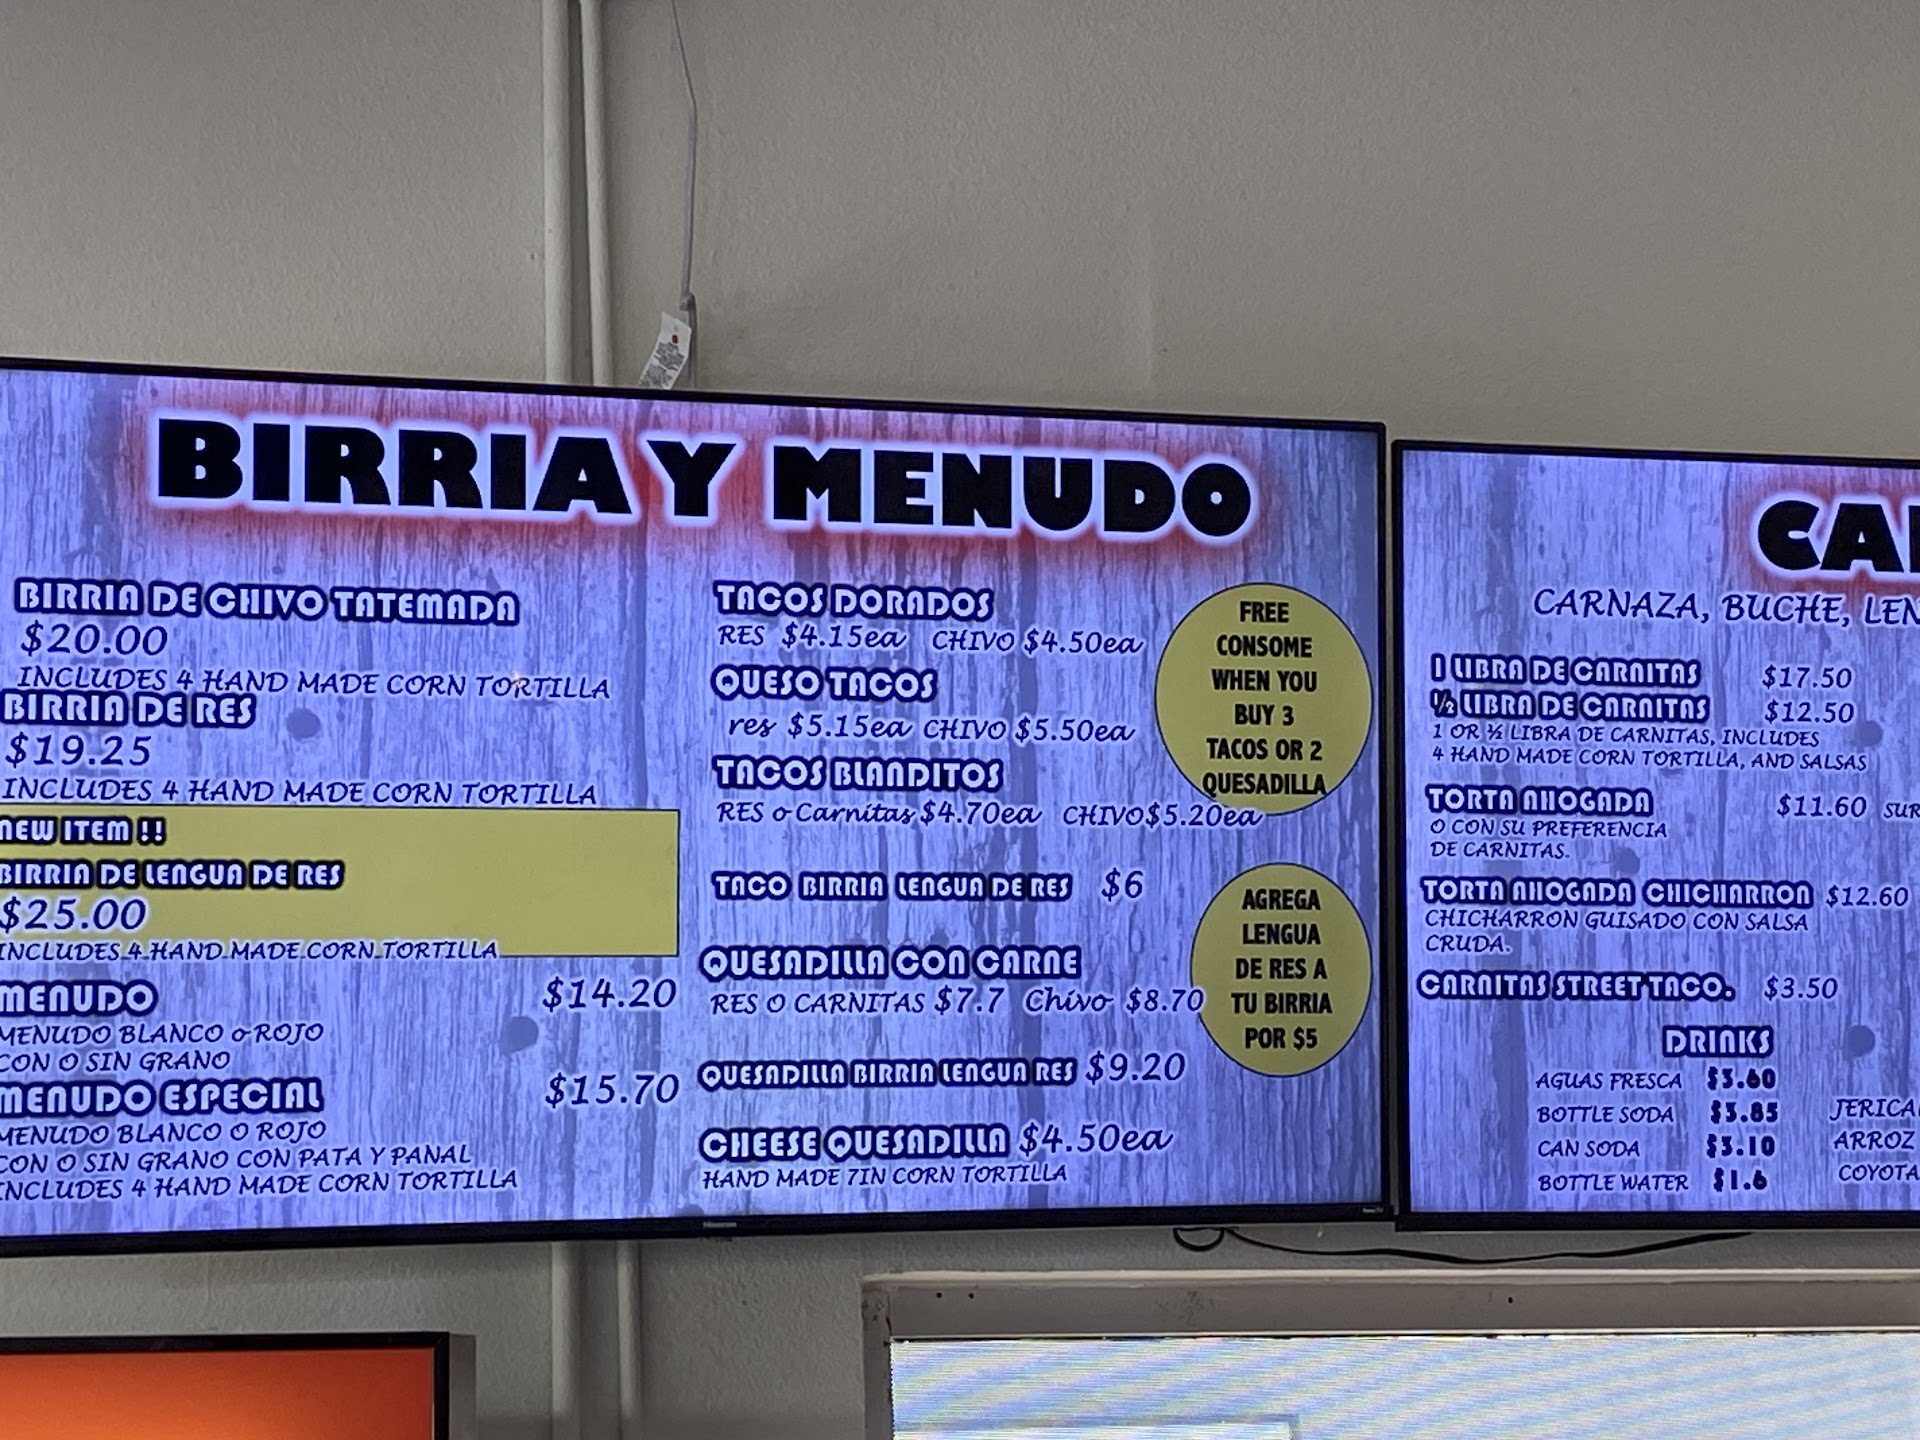 BIRRIA Y MENUDO
BIRRIA DE CHIVO TATEMADA
$20.00
INCLUDES 4 HAND MADE CORN TORTILLA
BIRRIA DE RES
$19.25
INCLUDES 4 HAND MADE CORN TORTILLA
NEW ITEM !!
BIRRIA DE LENGUA DE RES
$25.00
INCLUDES 4 HAND MADE CORN TORTILLA
MENUDO $14.20
MENUDO BLANCO o ROJO
CON O SIN GRANO
MENUDO ESPECIAL $15.70
MENUDO BLANCO O ROJO
CON O SIN GRANO CON PATA Y PANAL
INCLUDES 4 HAND MADE CORN TORTILLA
TACOS DORADOS
RES $4.15ea CHIVO $4.50ea
QUESO TACOS
res $5.15ea CHIVO $5.50ea
TACOS BLANDITOS
RES o Carnitas $4.70ea CHIVO $5.20ea
TACO BIRRIA LENGUA DE RES $6
QUESADILLA CON CARNE
RES O CARNITAS $7.7 Chivo $8.70
QUESADILLA BIRRIA LENGUA RES $9.20
CHEESE QUESADILLA $4.50ea
HAND MADE 7IN CORN TORTILLA
FREE
CONSOME
WHEN YOU
BUY 3
TACOS OR 2
QUESADILLA
AGREGA
LENGUA
DE RES A
TU BIRRIA
POR $5
Hisense
CA
CARNAZA, BUCHE, LEN
1 LIBRA DE CARNITAS $17.50
½ LIBRA DE CARNITAS $12.50
1 OR ½ LIBRA DE CARNITAS, INCLUDES
4 HAND MADE CORN TORTILLA, AND SALSAS
TORTA AHOGADA $11.60 SUR
O CON SU PREFERENCIA
DE CARNITAS.
TORTA AHOGADA CHICHARRON $12.60
CHICHARRON GUISADO CON SALSA
CRUDA.
CARNITAS STREET TACO. $3.50
DRINKS
AGUAS FRESCA $3.60
BOTTLE SODA $3.85
CAN SODA $3.10
BOTTLE WATER $1.6
JERICA
ARROZ
COYOTA